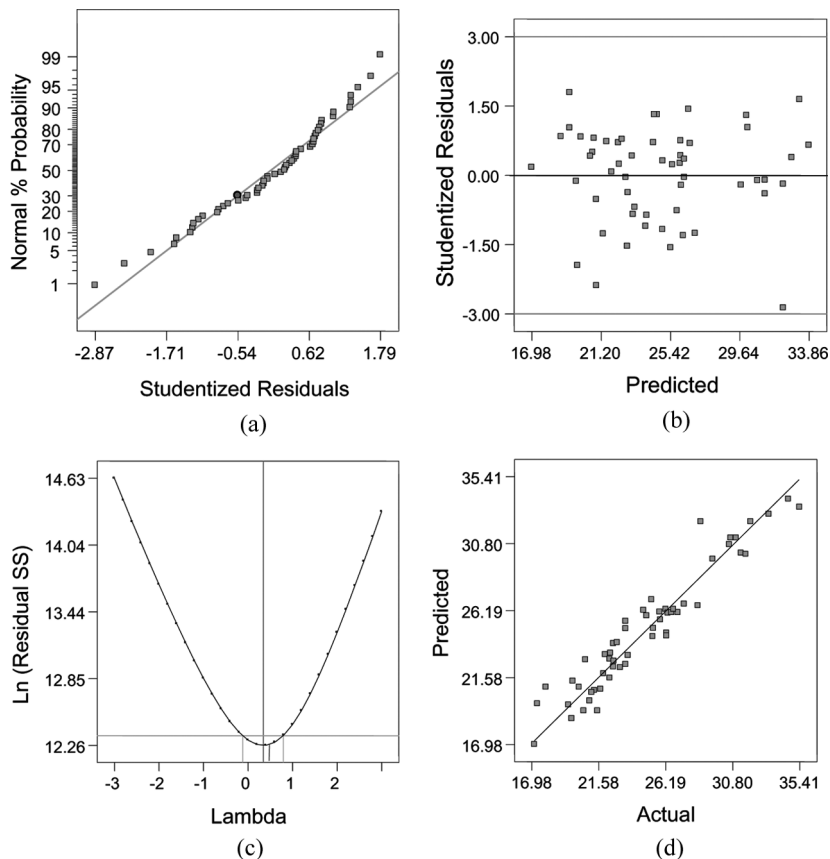 Normal % Probability
99
95
90
80
70
50
30
20
10
5
1
-2.87 -1.71 -0.54 0.62 1.79
Studentized Residuals
(a)
Studentized Residuals
3.00
1.50
0.00
-1.50
-3.00
16.98 21.20 25.42 29.64 33.86
Predicted
(b)
Ln (Residual SS)
14.63
14.04
13.44
12.85
12.26
-3 -2 -1 0 1 2
Lambda
(c)
Predicted
35.41
30.80
26.19
21.58
16.98
16.98 21.58 26.19 30.80 35.41
Actual
(d)